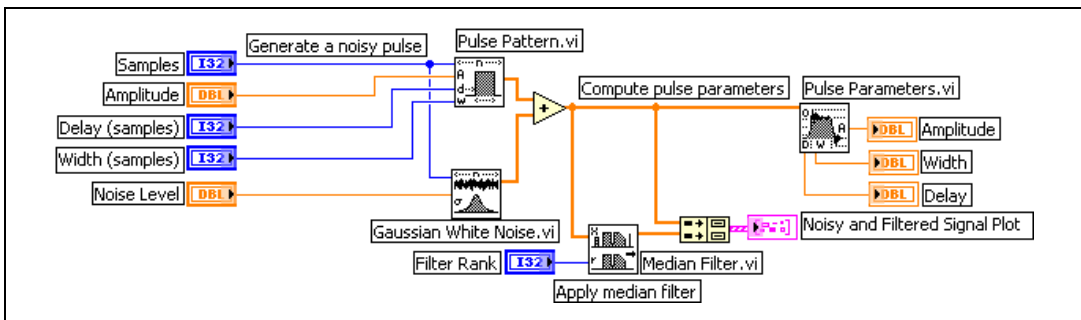 Generate a noisy pulse
Pulse Pattern.vi
Samples I32
Amplitude DBL
Delay (samples) I32
Width (samples) I32
Noise Level DBL
Gaussian White Noise.vi
Filter Rank I32
Median Filter.vi
Apply median filter
Compute pulse parameters
Pulse Parameters.vi
DBL Amplitude
DBL Width
DBL Delay
Noisy and Filtered Signal Plot
n
A
d
w
n
σ
X
r
A
D W
+